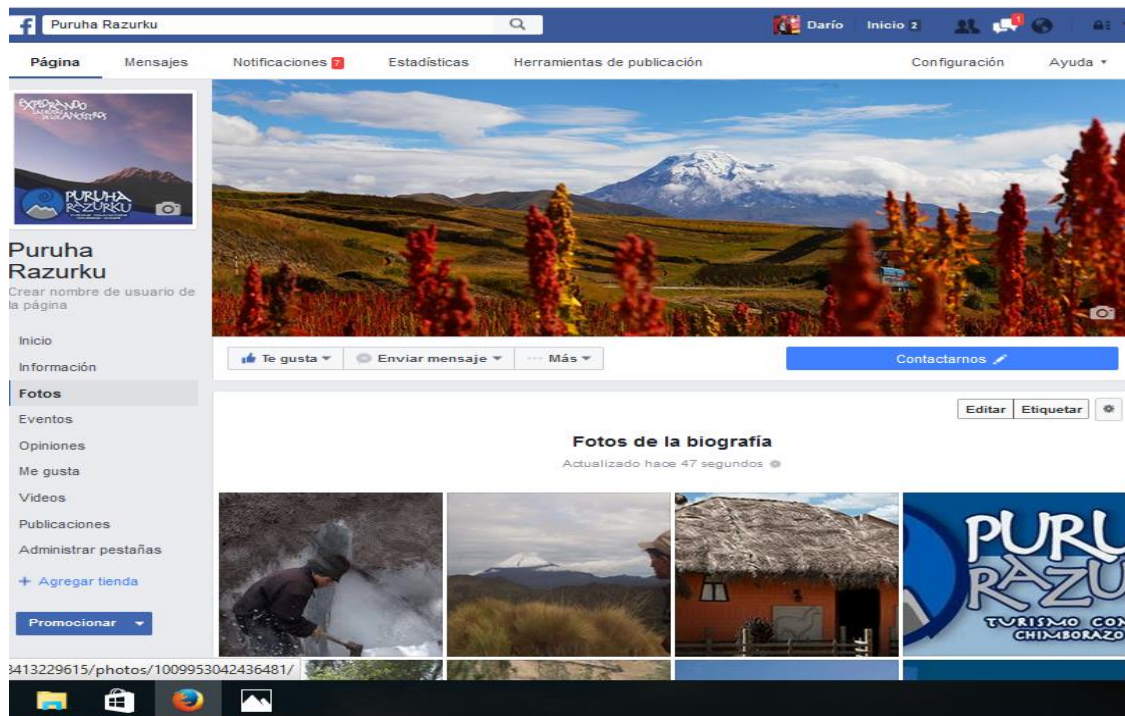 Puruha Razurku
Darío Inicio 2
1
Página Mensajes Notificaciones 7 Estadísticas Herramientas de publicación Configuración Ayuda
EXPLORANDO
ANCESTROS
PURUHA
RAZURKU
Puruha
Razurku
Crear nombre de usuario de
la página
Inicio
Información
Fotos
Eventos
Opiniones
Me gusta
Videos
Publicaciones
Administrar pestañas
+ Agregar tienda
Promocionar
Te gusta Enviar mensaje ··· Más Contactarnos
Editar Etiquetar
Fotos de la biografía
Actualizado hace 47 segundos
PURU
RAZU
TURISMO CON
CHIMBORAZO
3413229615/photos/1009953042436481/